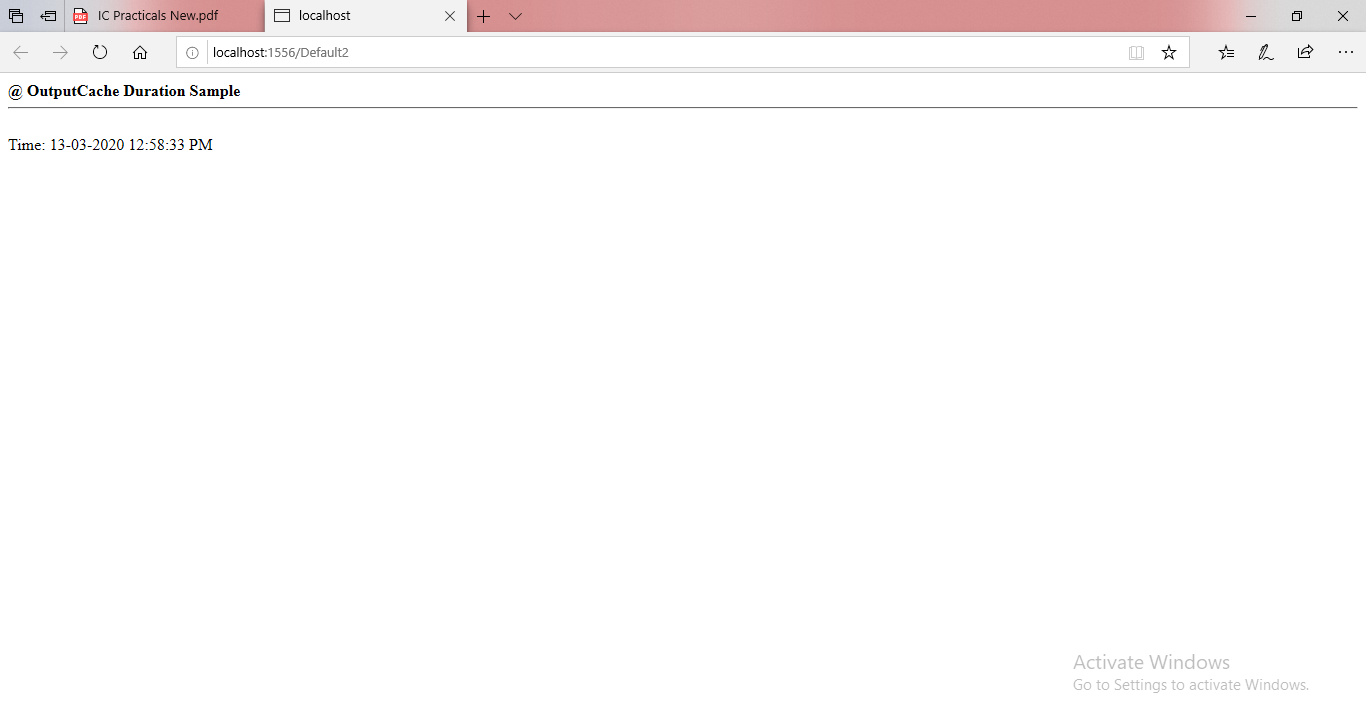 IC Practicals New.pdf
localhost
localhost:1556/Default2
@ OutputCache Duration Sample
Time: 13-03-2020 12:58:33 PM
Activate Windows
Go to Settings to activate Windows.